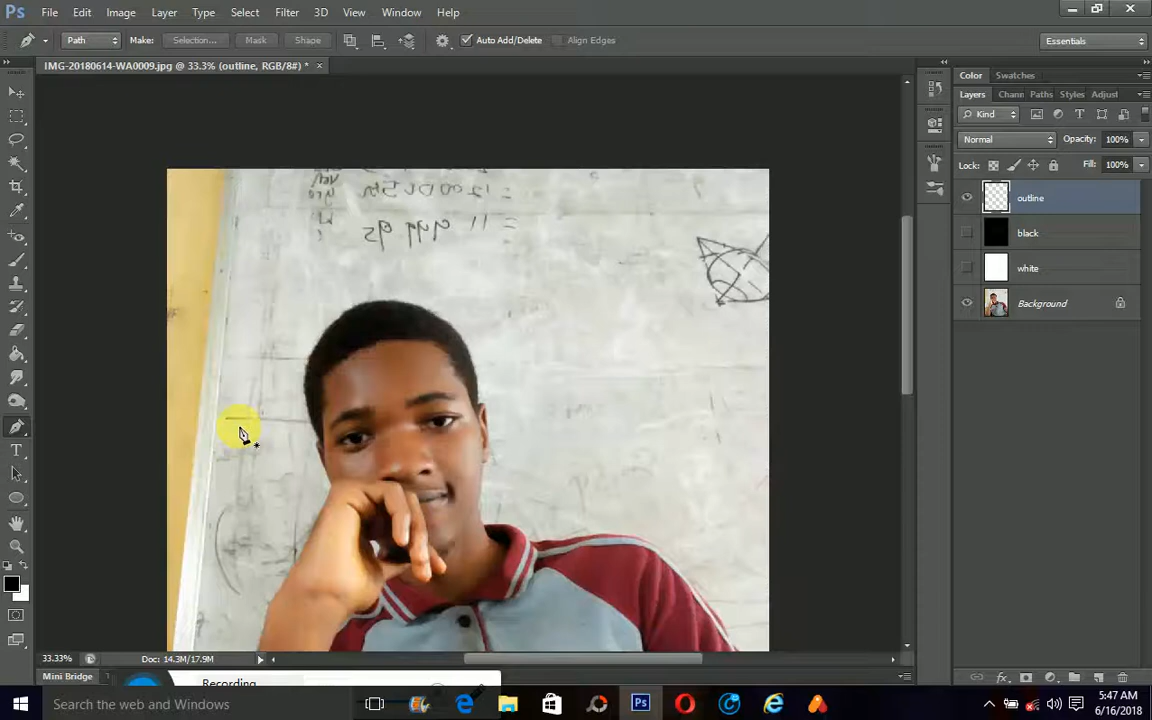 Ps File Edit Image Layer Type Select Filter 3D View Window Help
Path Make: Selection... Mask Shape Auto Add/Delete Align Edges Essentials
IMG-20180614-WA0009.jpg @ 33.3% (outline, RGB/8#) * ×
Color Swatches
Layers Chann Paths Styles Adjust
Kind
Normal Opacity: 100%
Lock: Fill: 100%
outline
black
white
Background
33.33% Doc: 14.3M/17.9M
Mini Bridge
Recording
Search the web and Windows
5:47 AM
6/16/2018